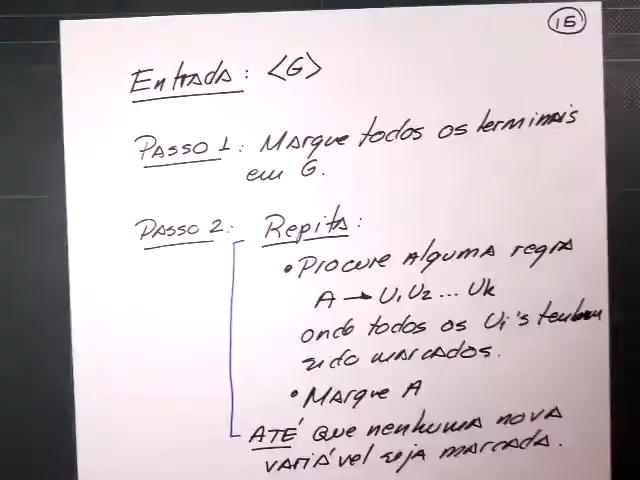 16
Entrada: <G>
Passo 1: Marque todos os terminais
em G.
Passo 2: Repita:
• Procure alguma regra
A → U₁U₂ ... Uk
onde todos os Ui's tenham
sido marcados.
• Marque A
ATÉ que nenhuma nova
variável seja marcada.